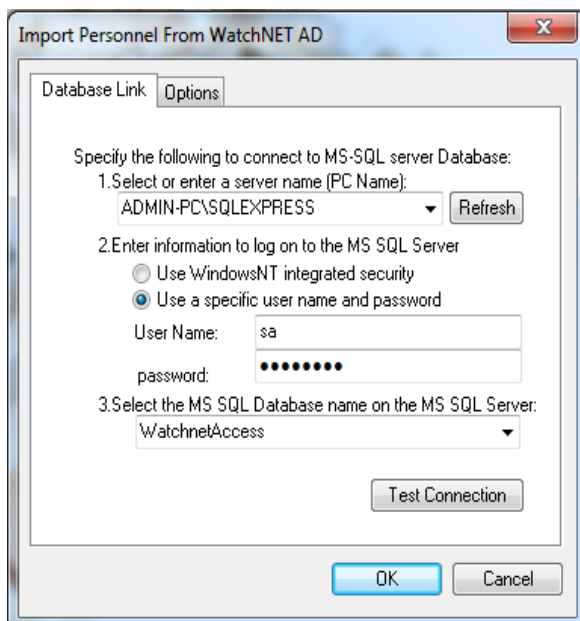 Import Personnel From WatchNET AD
Database Link Options
Specify the following to connect to MS-SQL server Database:
1.Select or enter a server name (PC Name):
ADMIN-PC\SQLEXPRESS Refresh
2.Enter information to log on to the MS SQL Server
Use WindowsNT integrated security
Use a specific user name and password
User Name: sa
password: ••••••••
3.Select the MS SQL Database name on the MS SQL Server:
WatchnetAccess
Test Connection
OK Cancel